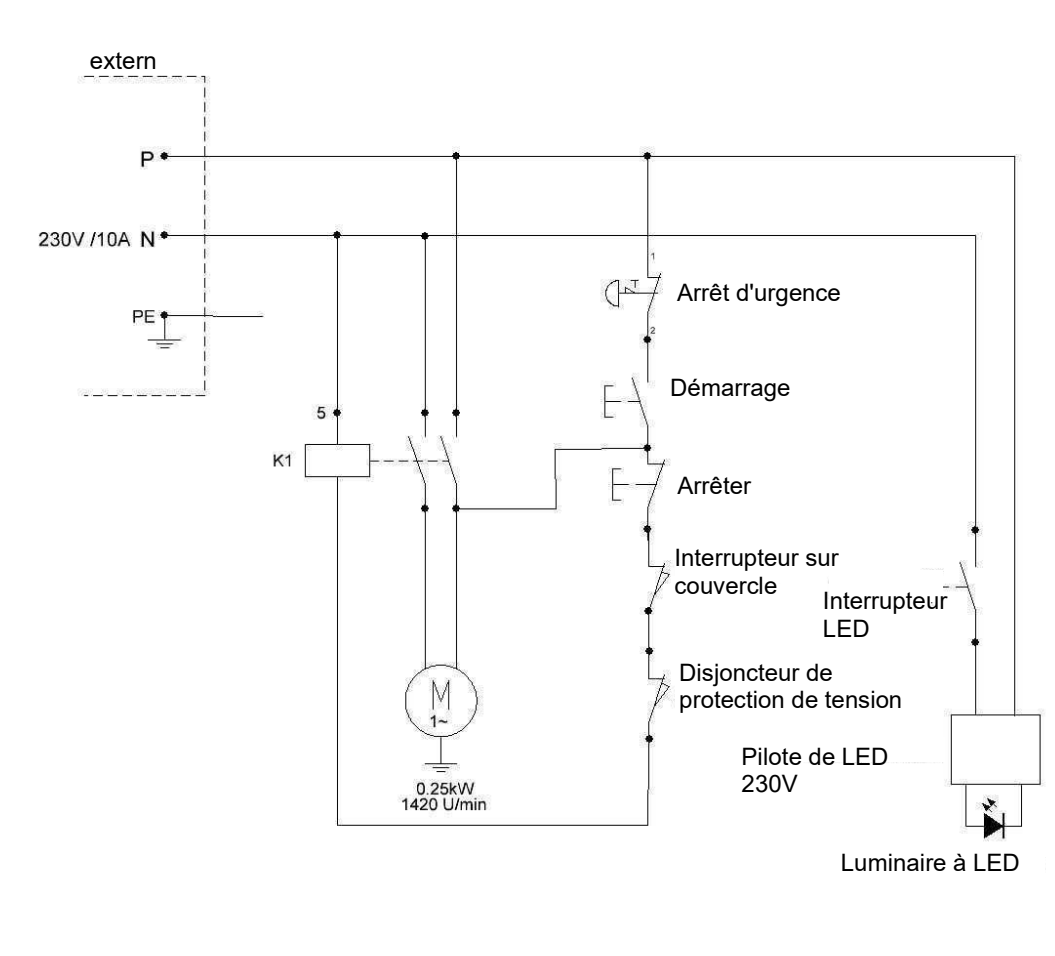 extern
P
230V /10A N
PE
1
Arrêt d'urgence
2
Démarrage
5
K1
Arrêter
Interrupteur sur
couvercle
Interrupteur
LED
Disjoncteur de
protection de tension
M
1~
0.25kW
1420 U/min
Pilote de LED
230V
Luminaire à LED